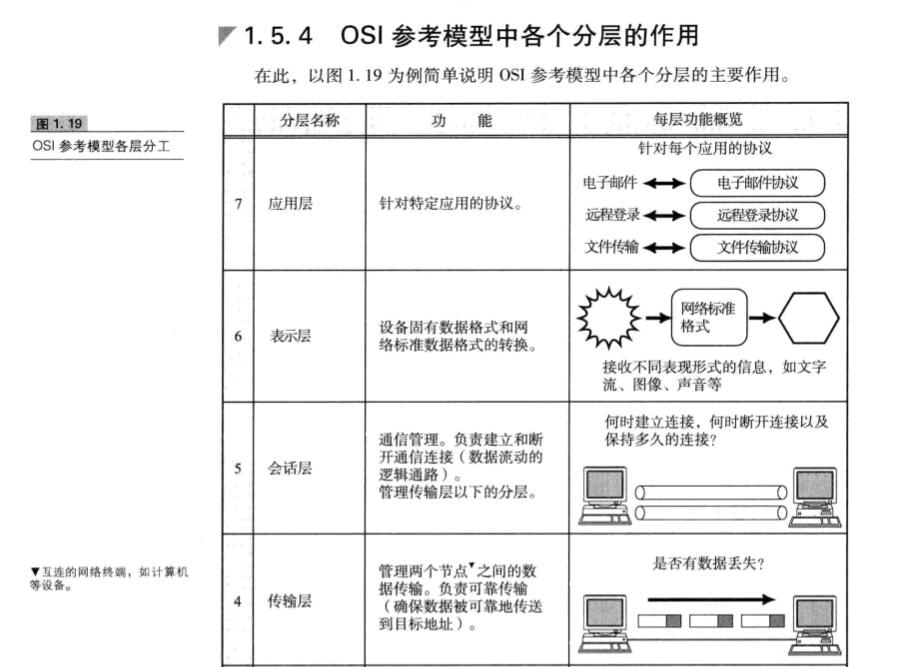 1.5.4 OSI 参考模型中各个分层的作用
在此，以图 1.19 为例简单说明 OSI 参考模型中各个分层的主要作用。
图 1.19
OSI 参考模型各层分工
分层名称 功 能 每层功能概览
7 应用层 针对特定应用的协议。
针对每个应用的协议
电子邮件 电子邮件协议
远程登录 远程登录协议
文件传输 文件传输协议
6 表示层
设备固有数据格式和网
络标准数据格式的转换。
网络标准
格式
接收不同表现形式的信息，如文字
流、图像、声音等
5 会话层
通信管理。负责建立和断
开通信连接（数据流动的
逻辑通路）。
管理传输层以下的分层。
何时建立连接，何时断开连接以及
保持多久的连接？
4 传输层
管理两个节点▼之间的数
据传输。负责可靠传输
（确保数据被可靠地传送
到目标地址）。
是否有数据丢失？
▼互连的网络终端，如计算机
等设备。